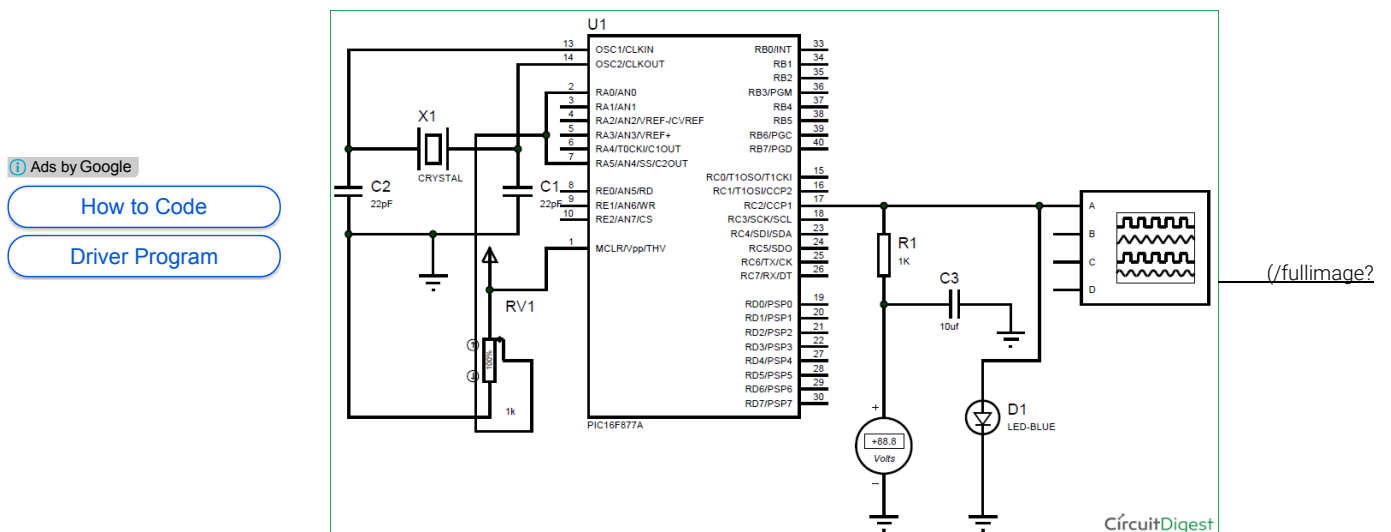 Ads by Google
How to Code
Driver Program
U1
13 OSC1/CLKIN
14 OSC2/CLKOUT
2 RA0/AN0
3 RA1/AN1
4 RA2/AN2/VREF-/CVREF
5 RA3/AN3/VREF+
6 RA4/T0CKI/C1OUT
7 RA5/AN4/SS/C2OUT
8 RE0/AN5/RD
9 RE1/AN6/WR
10 RE2/AN7/CS
1 MCLR/Vpp/THV
RB0/INT 33
RB1 34
RB2 35
RB3/PGM 36
RB4 37
RB5 38
RB6/PGC 39
RB7/PGD 40
RC0/T1OSO/T1CKI 15
RC1/T1OSI/CCP2 16
RC2/CCP1 17
RC3/SCK/SCL 18
RC4/SDI/SDA 23
RC5/SDO 24
RC6/TX/CK 25
RC7/RX/DT 26
RD0/PSP0 19
RD1/PSP1 20
RD2/PSP2 21
RD3/PSP3 22
RD4/PSP4 27
RD5/PSP5 28
RD6/PSP6 29
RD7/PSP7 30
PIC16F877A
X1
CRYSTAL
C2
22pF
C1
22pF
RV1
100%
1k
R1
1K
C3
10uf
+
+88.8
Volts
–
D1
LED-BLUE
A
B
C
D
(/fullimage?
CircuitDigest